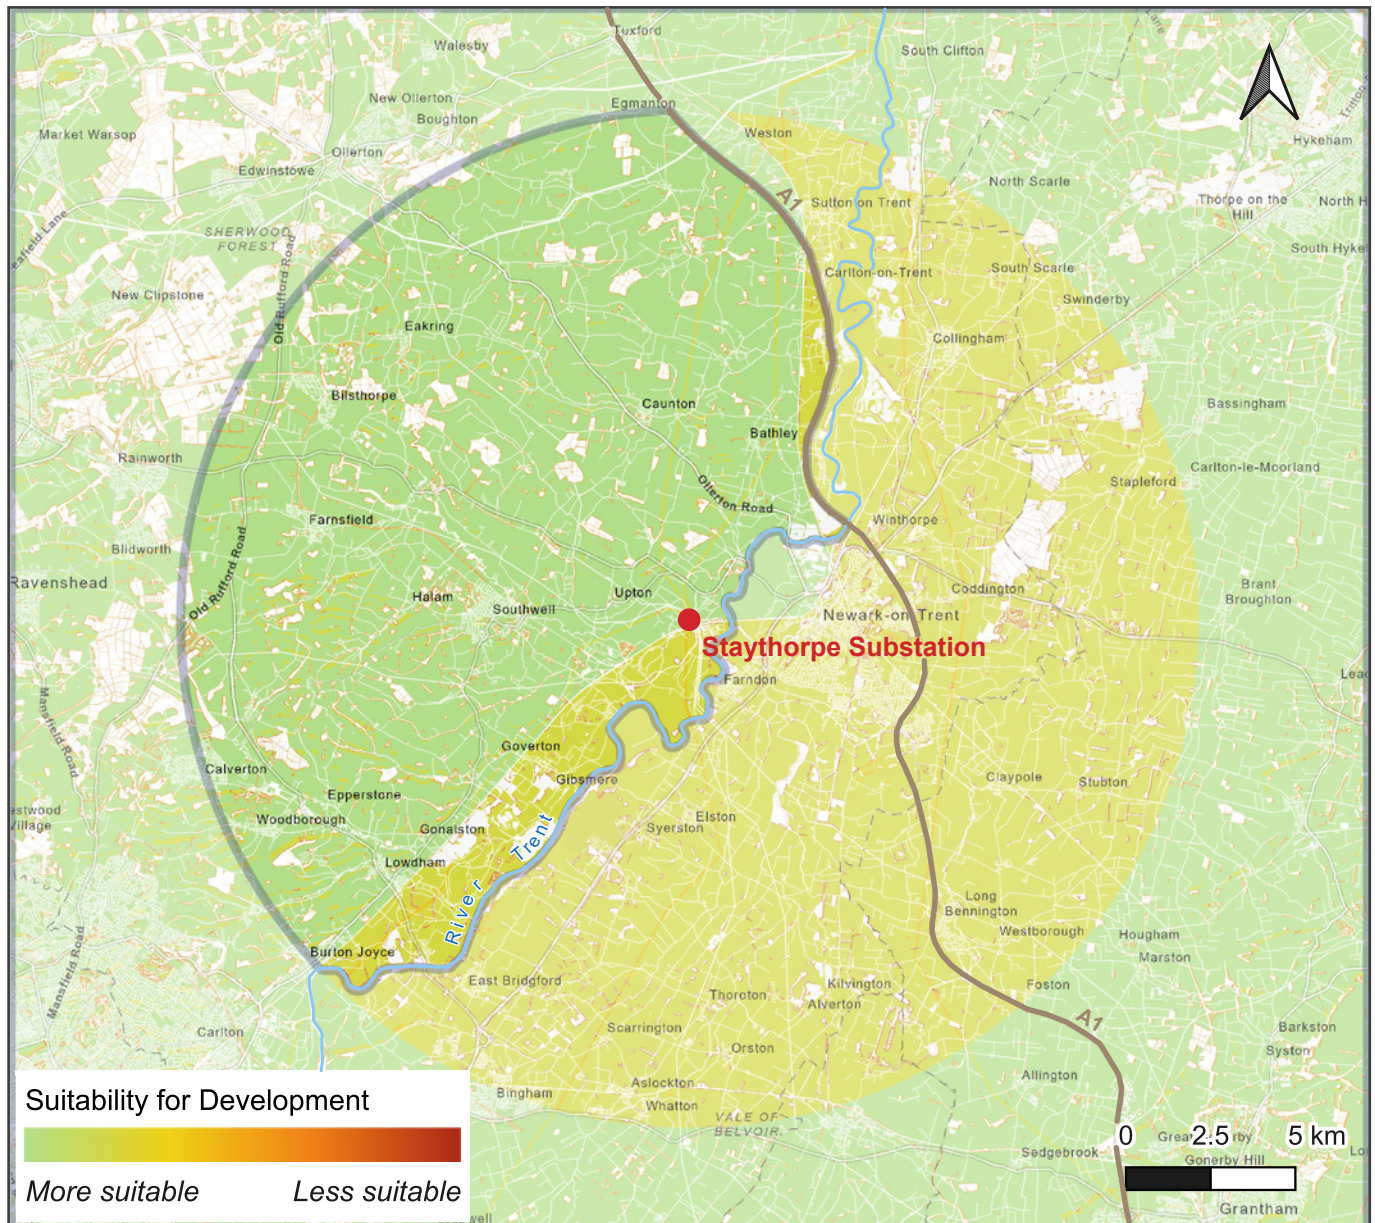 Tuxford
Walesby
South Clifton
New Ollerton
Boughton
Egmanton
Market Warsop
Weston
Hykeham
Ollerton
Edwinstowe
North Scarle
A1
Sutton on Trent
Thorpe on the
Hill
North H
SHERWOOD
FOREST
South Hyke
Carlton-on-Trent
South Scarle
New Clipstone
Old Rufford Road
Swinderby
Eakring
Collingham
Bilsthorpe
Caunton
Bassingham
Bathley
Rainworth
Carlton-le-Moorland
Stapleford
Ollerton Road
Farnsfield
Winthorpe
Blidworth
Old Rufford Road
Ravenshead
Halam
Upton
Southwell
Coddington
Brant
Broughton
Newark-on-Trent
Staythorpe Substation
Farndon
Lea
Mansfield Road
Goverton
Gibsmere
Calverton
Epperstone
Claypole
Stubton
Woodborough
Gonalston
Elston
Syerston
Village
Lowdham
River Trent
Long
Bennington
Westborough
Hougham
Marston
Burton Joyce
East Bridgford
Thoroton
Kilvington
Alverton
Foston
Mansfield Road
Carlton
Scarrington
A1
Barkston
Syston
Orston
Allington
Aslockton
Whatton
Bingham
VALE OF
BELVOIR.
Sedgebrook
Gonerby Hill
Grantham
0 2.5 5 km
Suitability for Development
More suitable Less suitable